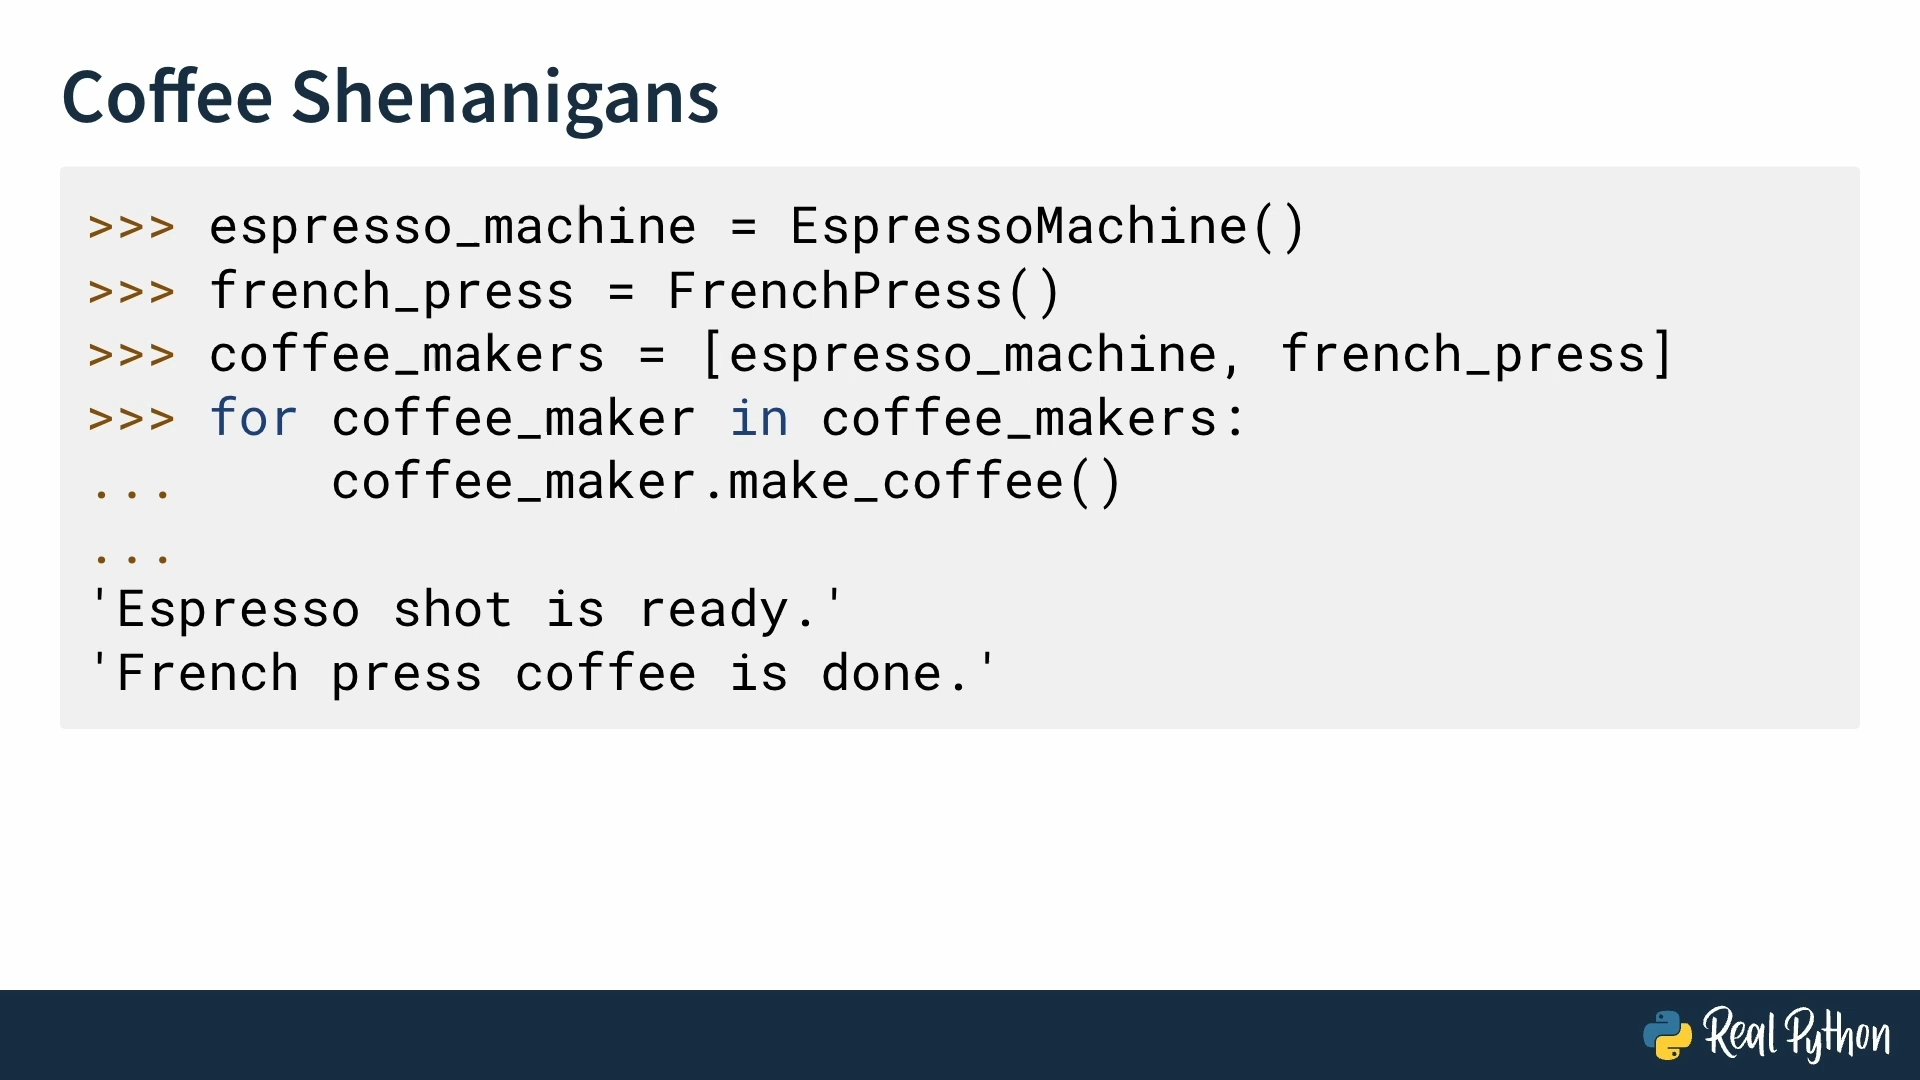 Coffee Shenanigans
>>> espresso_machine = EspressoMachine()
>>> french_press = FrenchPress()
>>> coffee_makers = [espresso_machine, french_press]
>>> for coffee_maker in coffee_makers:
...     coffee_maker.make_coffee()
...
'Espresso shot is ready.'
'French press coffee is done.'
Real Python